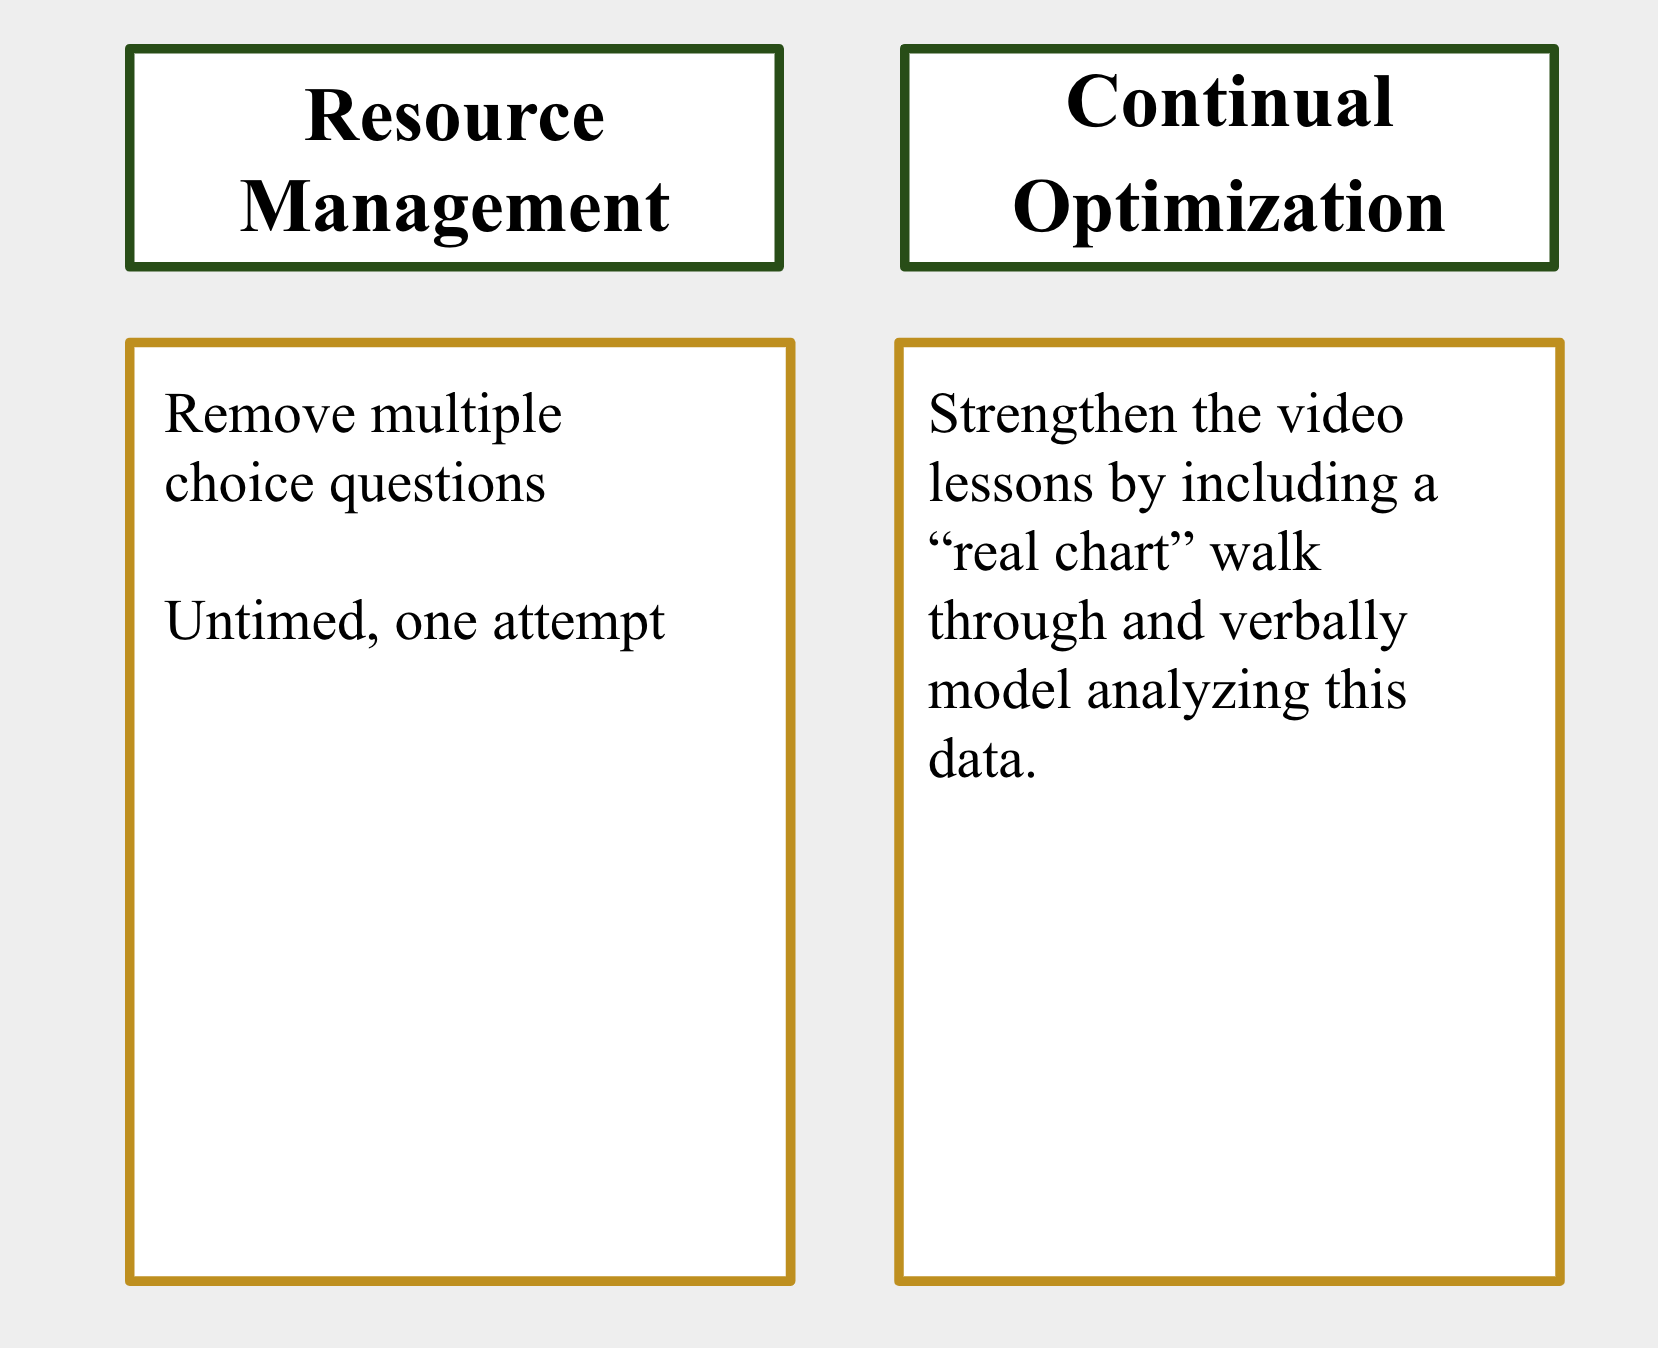 Resource
Management
Continual
Optimization
Remove multiple
choice questions
Untimed, one attempt
Strengthen the video
lessons by including a
“real chart” walk
through and verbally
model analyzing this
data.